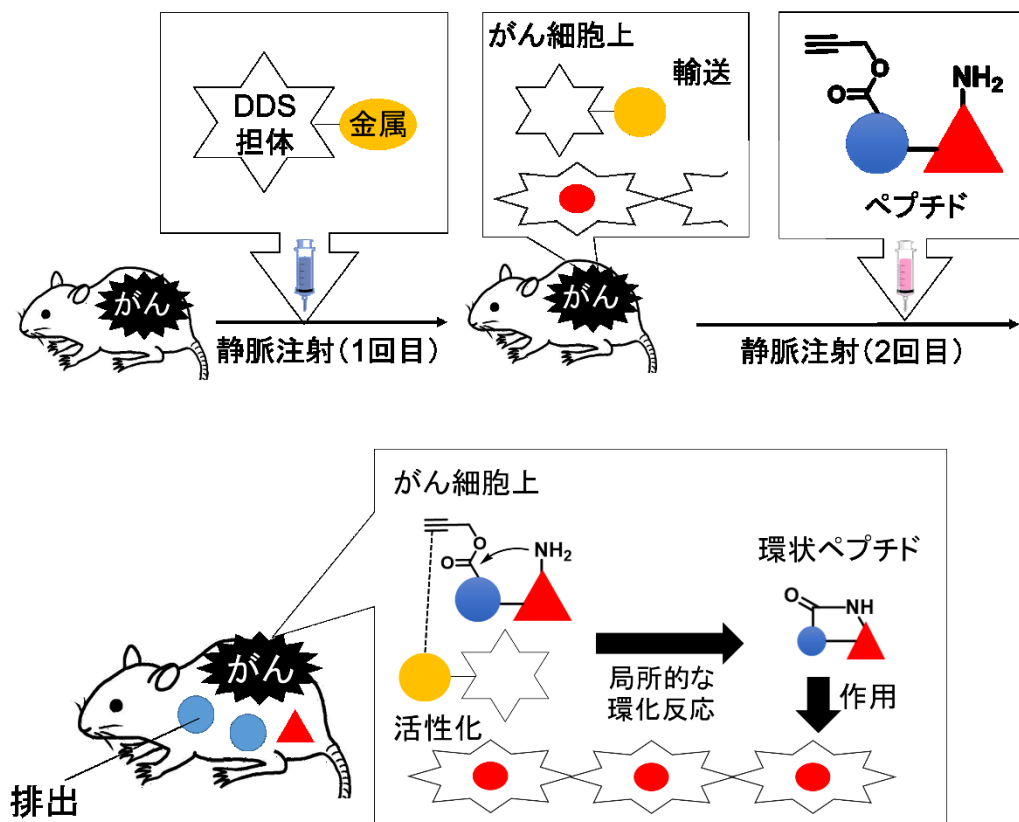 DDS
担体
金属
がん
静脈注射(1回目)
がん細胞上
輸送
がん
O
O
NH₂
ペプチド
静脈注射(2回目)
がん
排出
がん細胞上
O
O
NH₂
活性化
局所的な
環化反応
環状ペプチド
O
NH
作用